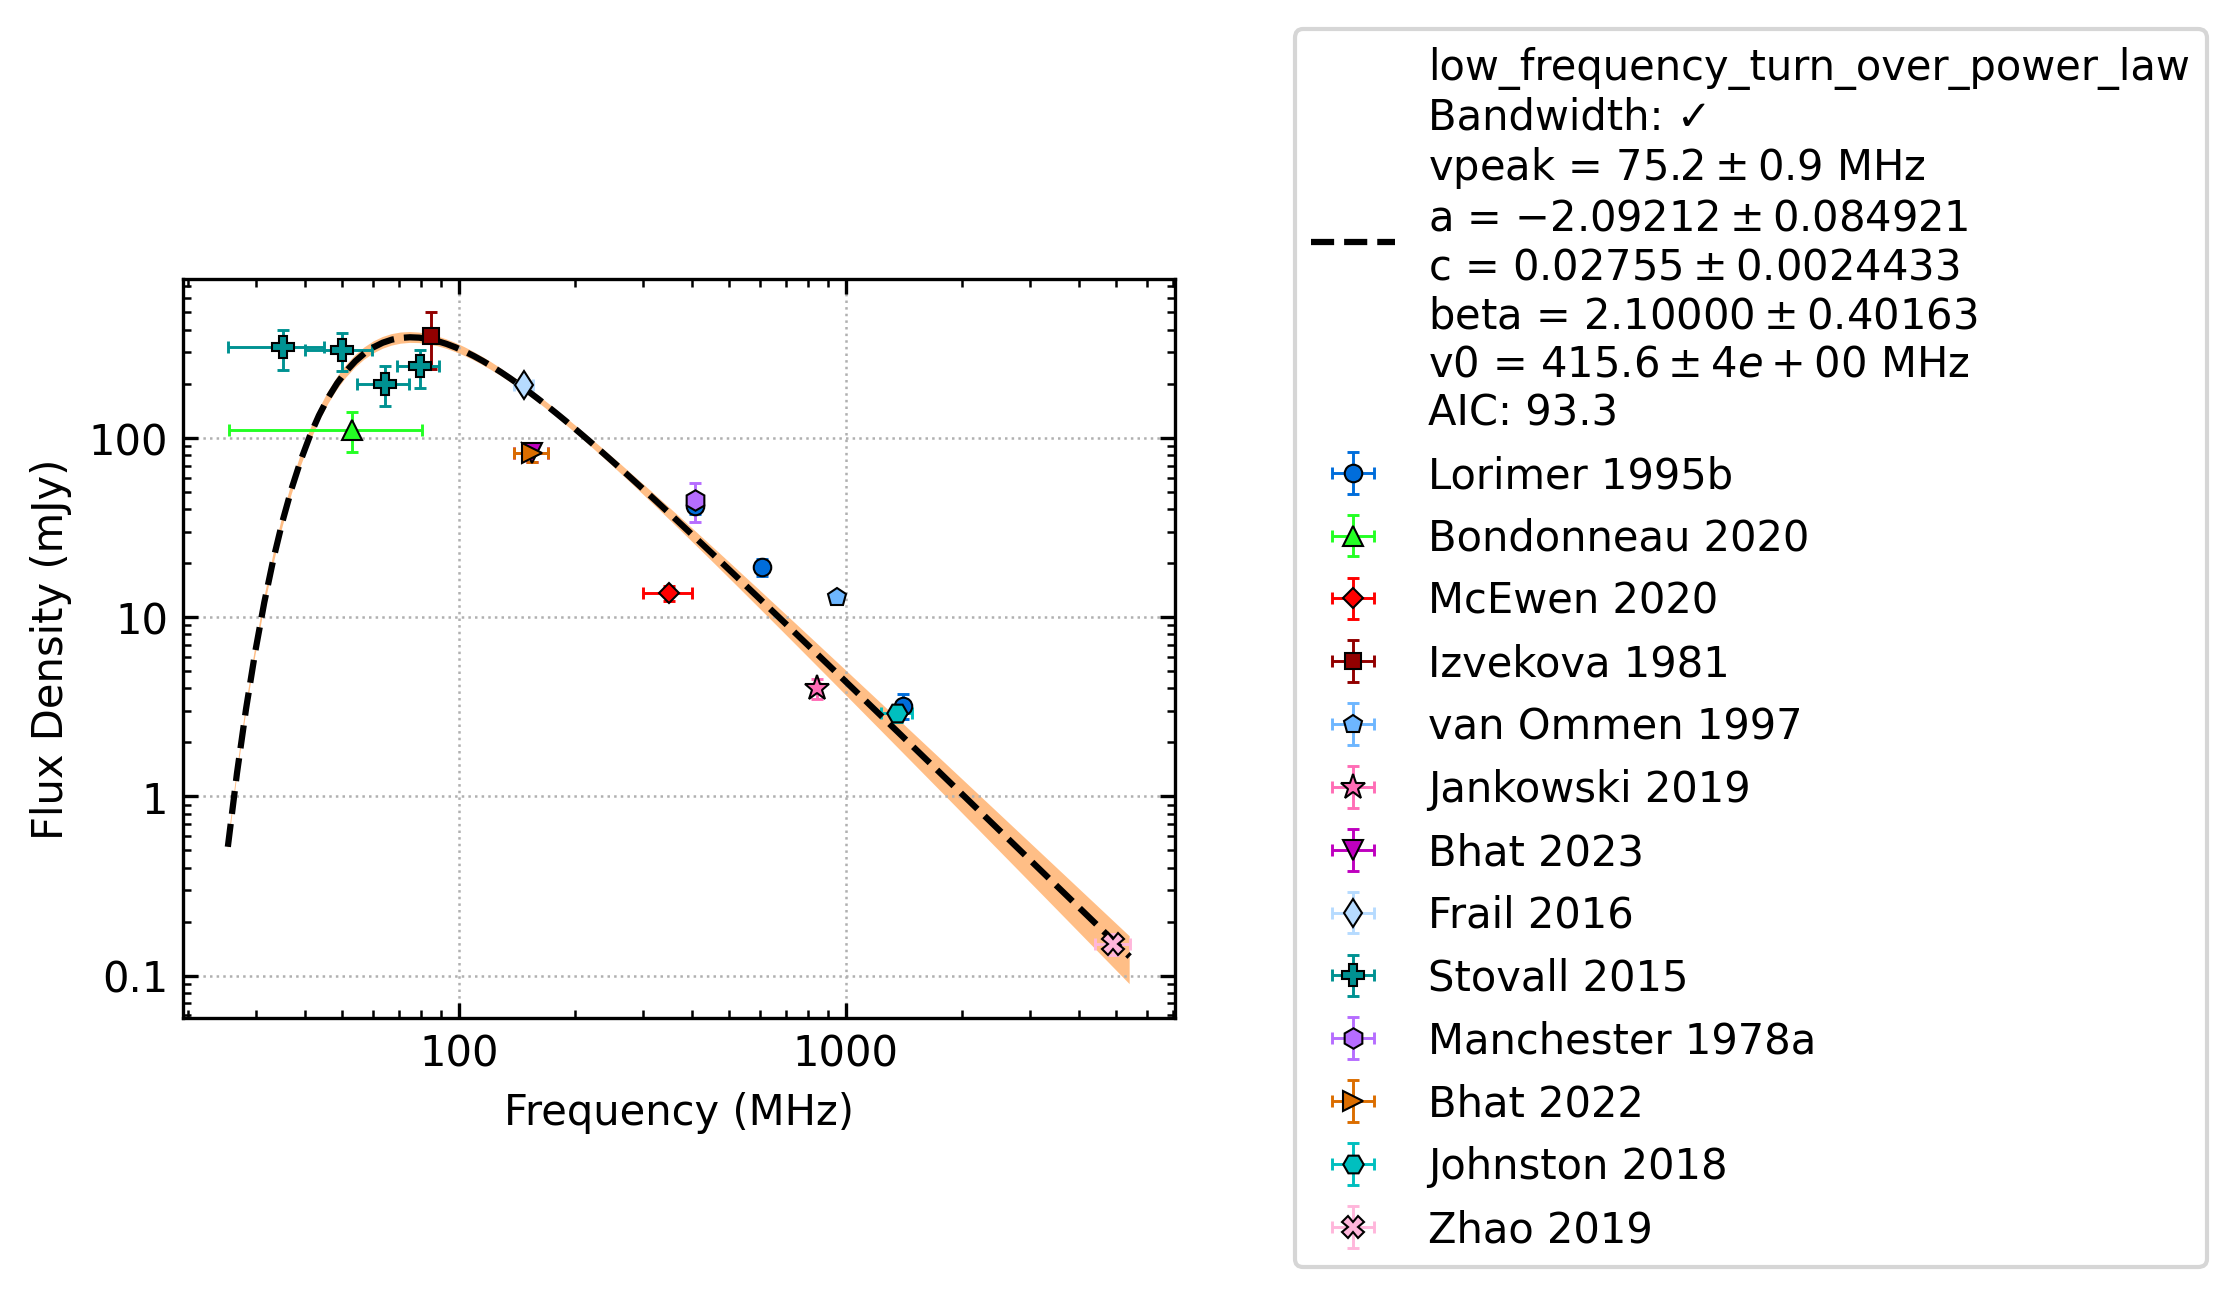 low_frequency_turn_over_power_law
Bandwidth: ✓
vpeak = 75.2 ± 0.9 MHz
a = −2.09212 ± 0.084921
c = 0.02755 ± 0.0024433
beta = 2.10000 ± 0.40163
v0 = 415.6 ± 4e + 00 MHz
AIC: 93.3
Lorimer 1995b
Bondonneau 2020
McEwen 2020
Izvekova 1981
van Ommen 1997
Jankowski 2019
Bhat 2023
Frail 2016
Stovall 2015
Manchester 1978a
Bhat 2022
Johnston 2018
Zhao 2019
Flux Density (mJy)
100
10
1
0.1
100 1000
Frequency (MHz)